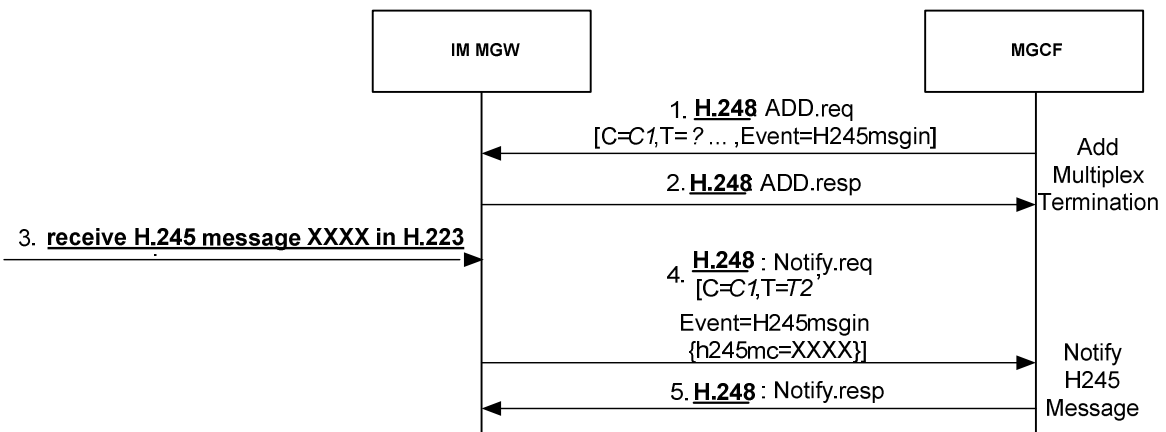 IM MGW
MGCF
1. H.248: ADD.req
[C=C1,T= ? ... ,Event=H245msgin]
Add
Multiplex
Termination
2. H.248: ADD.resp
3. receive H.245 message XXXX in H.223
4. H.248 : Notify.req
[C=C1,T=T2,
Event=H245msgin
{h245mc=XXXX}]
Notify
H245
Message
5. H.248 : Notify.resp